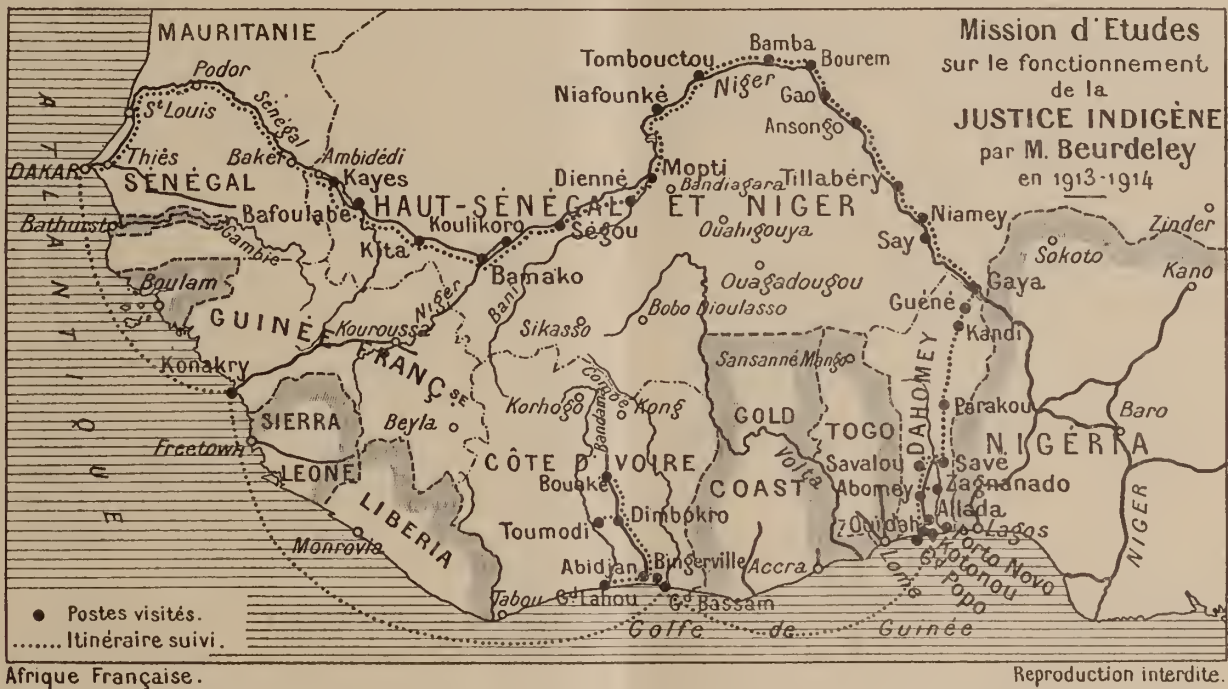 Mission d'Etudes
sur le fonctionnement
de la
JUSTICE INDIGÈNE
par M. Beurdeley
en 1913-1914
MAURITANIE
Podor
St Louis
Sénégal
Thiès
DAKAR
SÉNÉGAL
Bakel
Ambidédi
Kayes
Bathurst
Gambie
Bafoulabé
Kita
Koulikoro
HAUT-SÉNÉGAL ET NIGER
Tombouctou
Bamba
Bourem
Niger
Niafounké
Gao
Ansongo
Dienné
Mopti
Bandiagara
Tillabéry
Ouahigouya
Ségou
Niamey
Say
Zinder
Sokoto
Kano
Boulam
Bamako
Niger
Bani
Ouagadougou
Gaya
Guéné
Kandi
GUINÉE FRANÇSE
Kouroussa
Sikasso
Bobo Dioulasso
Sansanné Mango
Konakry
Korhogo
Bandama
Comoé
Kong
GOLD COAST
TOGO
DAHOMEY
Parakou
Baro
NIGÉRIA
SIERRA LEONE
Beyla
Freetown
CÔTE D'IVOIRE
Volta
Savalou
Savé
Bouaké
Abomey
Zagnanado
LIBERIA
Toumodi
Dimbokro
Ouidah
Allada
Lagos
NIGER
Monrovia
Abidjan
Bingerville
Accra
Lomé
Porto Novo
Kotonou
Gd Popo
Tabou
Gd Lahou
Gd Bassam
ATLANTIQUE
Golfe de Guinée
Postes visités.
....... Itinéraire suivi.
Afrique Française.
Reproduction interdite.